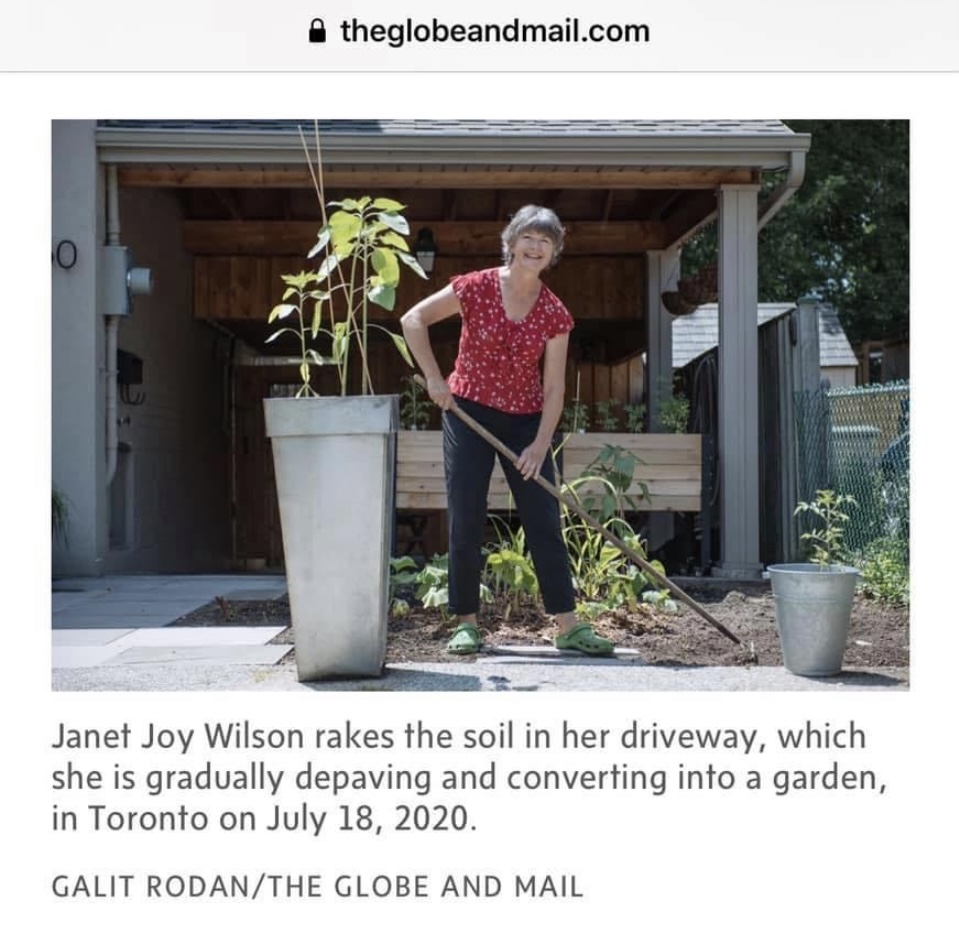 theglobeandmail.com
0
Janet Joy Wilson rakes the soil in her driveway, which
she is gradually depaving and converting into a garden,
in Toronto on July 18, 2020.
GALIT RODAN/THE GLOBE AND MAIL